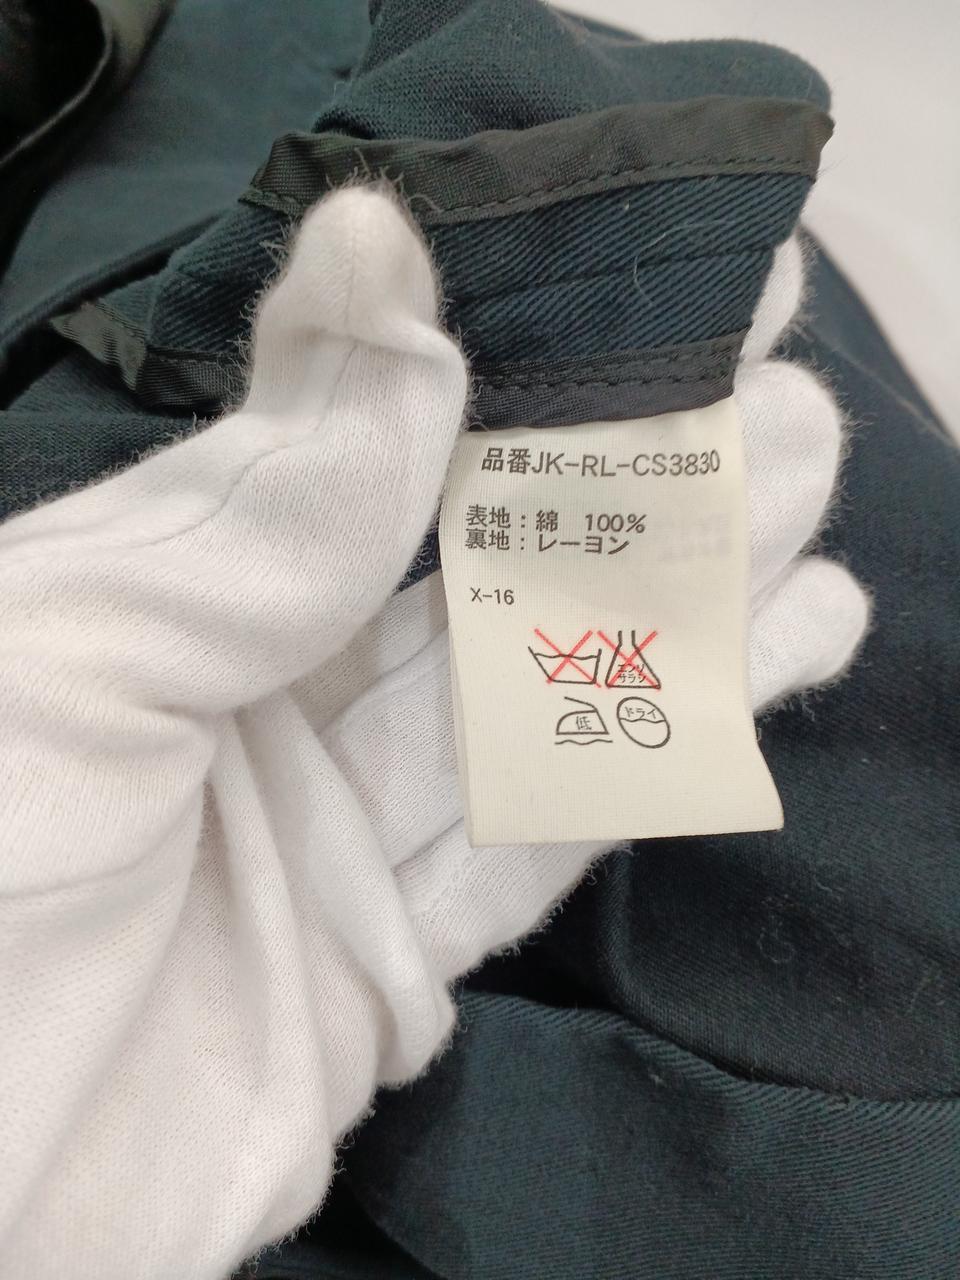 品番JK-RL-CS3830
表地：綿　100%
裏地：レーヨン
X-16
エンソ
サラシ
低
ドライ